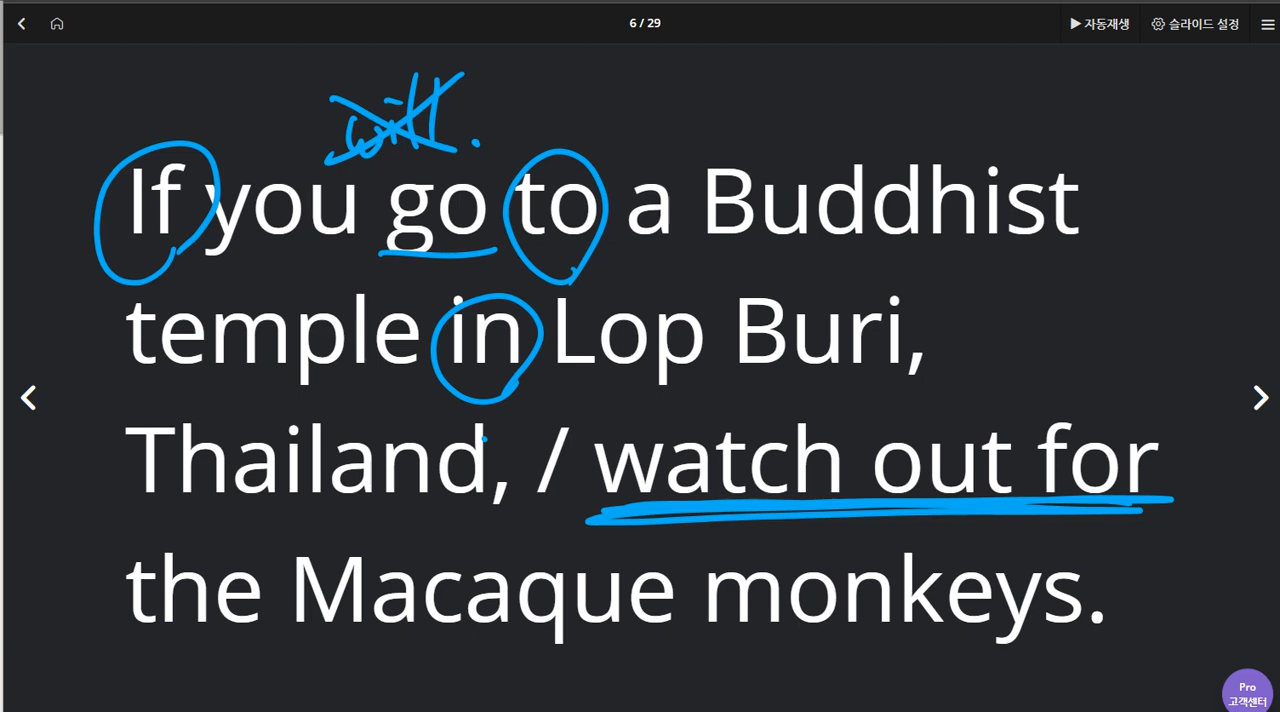 6 / 29
▶ 자동재생
슬라이드 설정
will.
If you go to a Buddhist
temple in Lop Buri,
Thailand, / watch out for
the Macaque monkeys.
Pro
고객센터